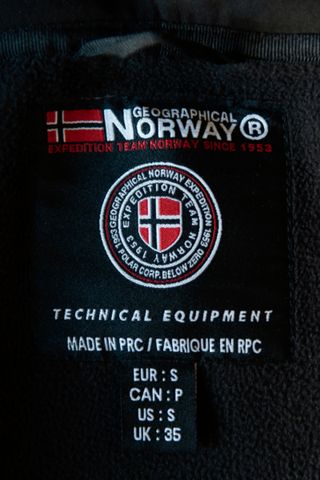 GEOGRAPHICAL
NORWAY®
EXPEDITION TEAM NORWAY SINCE 1953
GEOGRAPHICAL NORWAY EXPEDITION 1953
POLAR CORP. BELOW ZERO
1953
EXPEDITION TEAM
NORWAY 1953
TECHNICAL EQUIPMENT
MADE IN PRC / FABRIQUE EN RPC
EUR : S
CAN : P
US : S
UK : 35